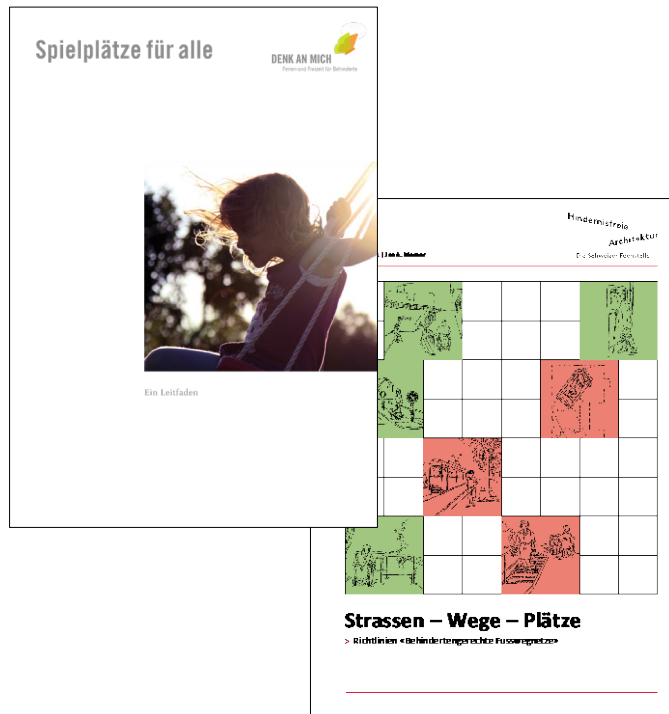 Spielplätze für alle
DENK AN MICH
Ferien und Freizeit für Behinderte
Ein Leitfaden
Hindernisfreie
Architektur
Die Schweizer Fachstelle
Strassen – Wege – Plätze
> Richtlinien «Behindertengerechte Fusswegnetze»